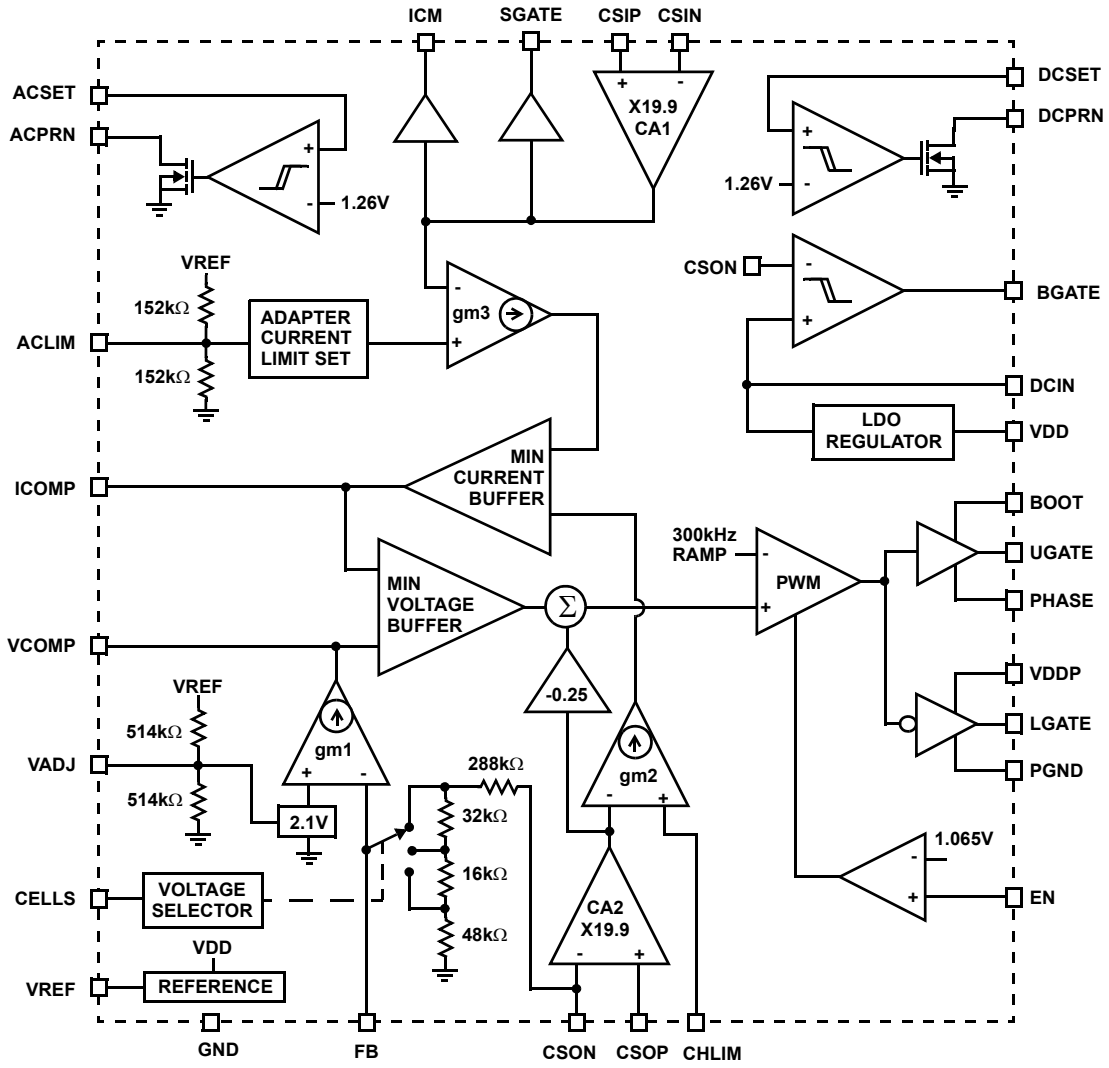 ICM
SGATE
CSIP
CSIN
ACSET
ACPRN
+
-
1.26V
+
-
X19.9
CA1
DCSET
DCPRN
+
-
1.26V
CSON
-
+
BGATE
VREF
152kΩ
ACLIM
152kΩ
ADAPTER
CURRENT
LIMIT SET
-
gm3
+
DCIN
LDO
REGULATOR
VDD
ICOMP
MIN
CURRENT
BUFFER
MIN
VOLTAGE
BUFFER
Σ
300kHz
RAMP
-
PWM
+
BOOT
UGATE
PHASE
VCOMP
-0.25
VDDP
LGATE
PGND
VREF
514kΩ
VADJ
514kΩ
gm1
+
-
2.1V
288kΩ
32kΩ
16kΩ
48kΩ
gm2
-
+
-
1.065V
+
EN
CELLS
VOLTAGE
SELECTOR
CA2
X19.9
-
+
VDD
VREF
REFERENCE
GND
FB
CSON
CSOP
CHLIM